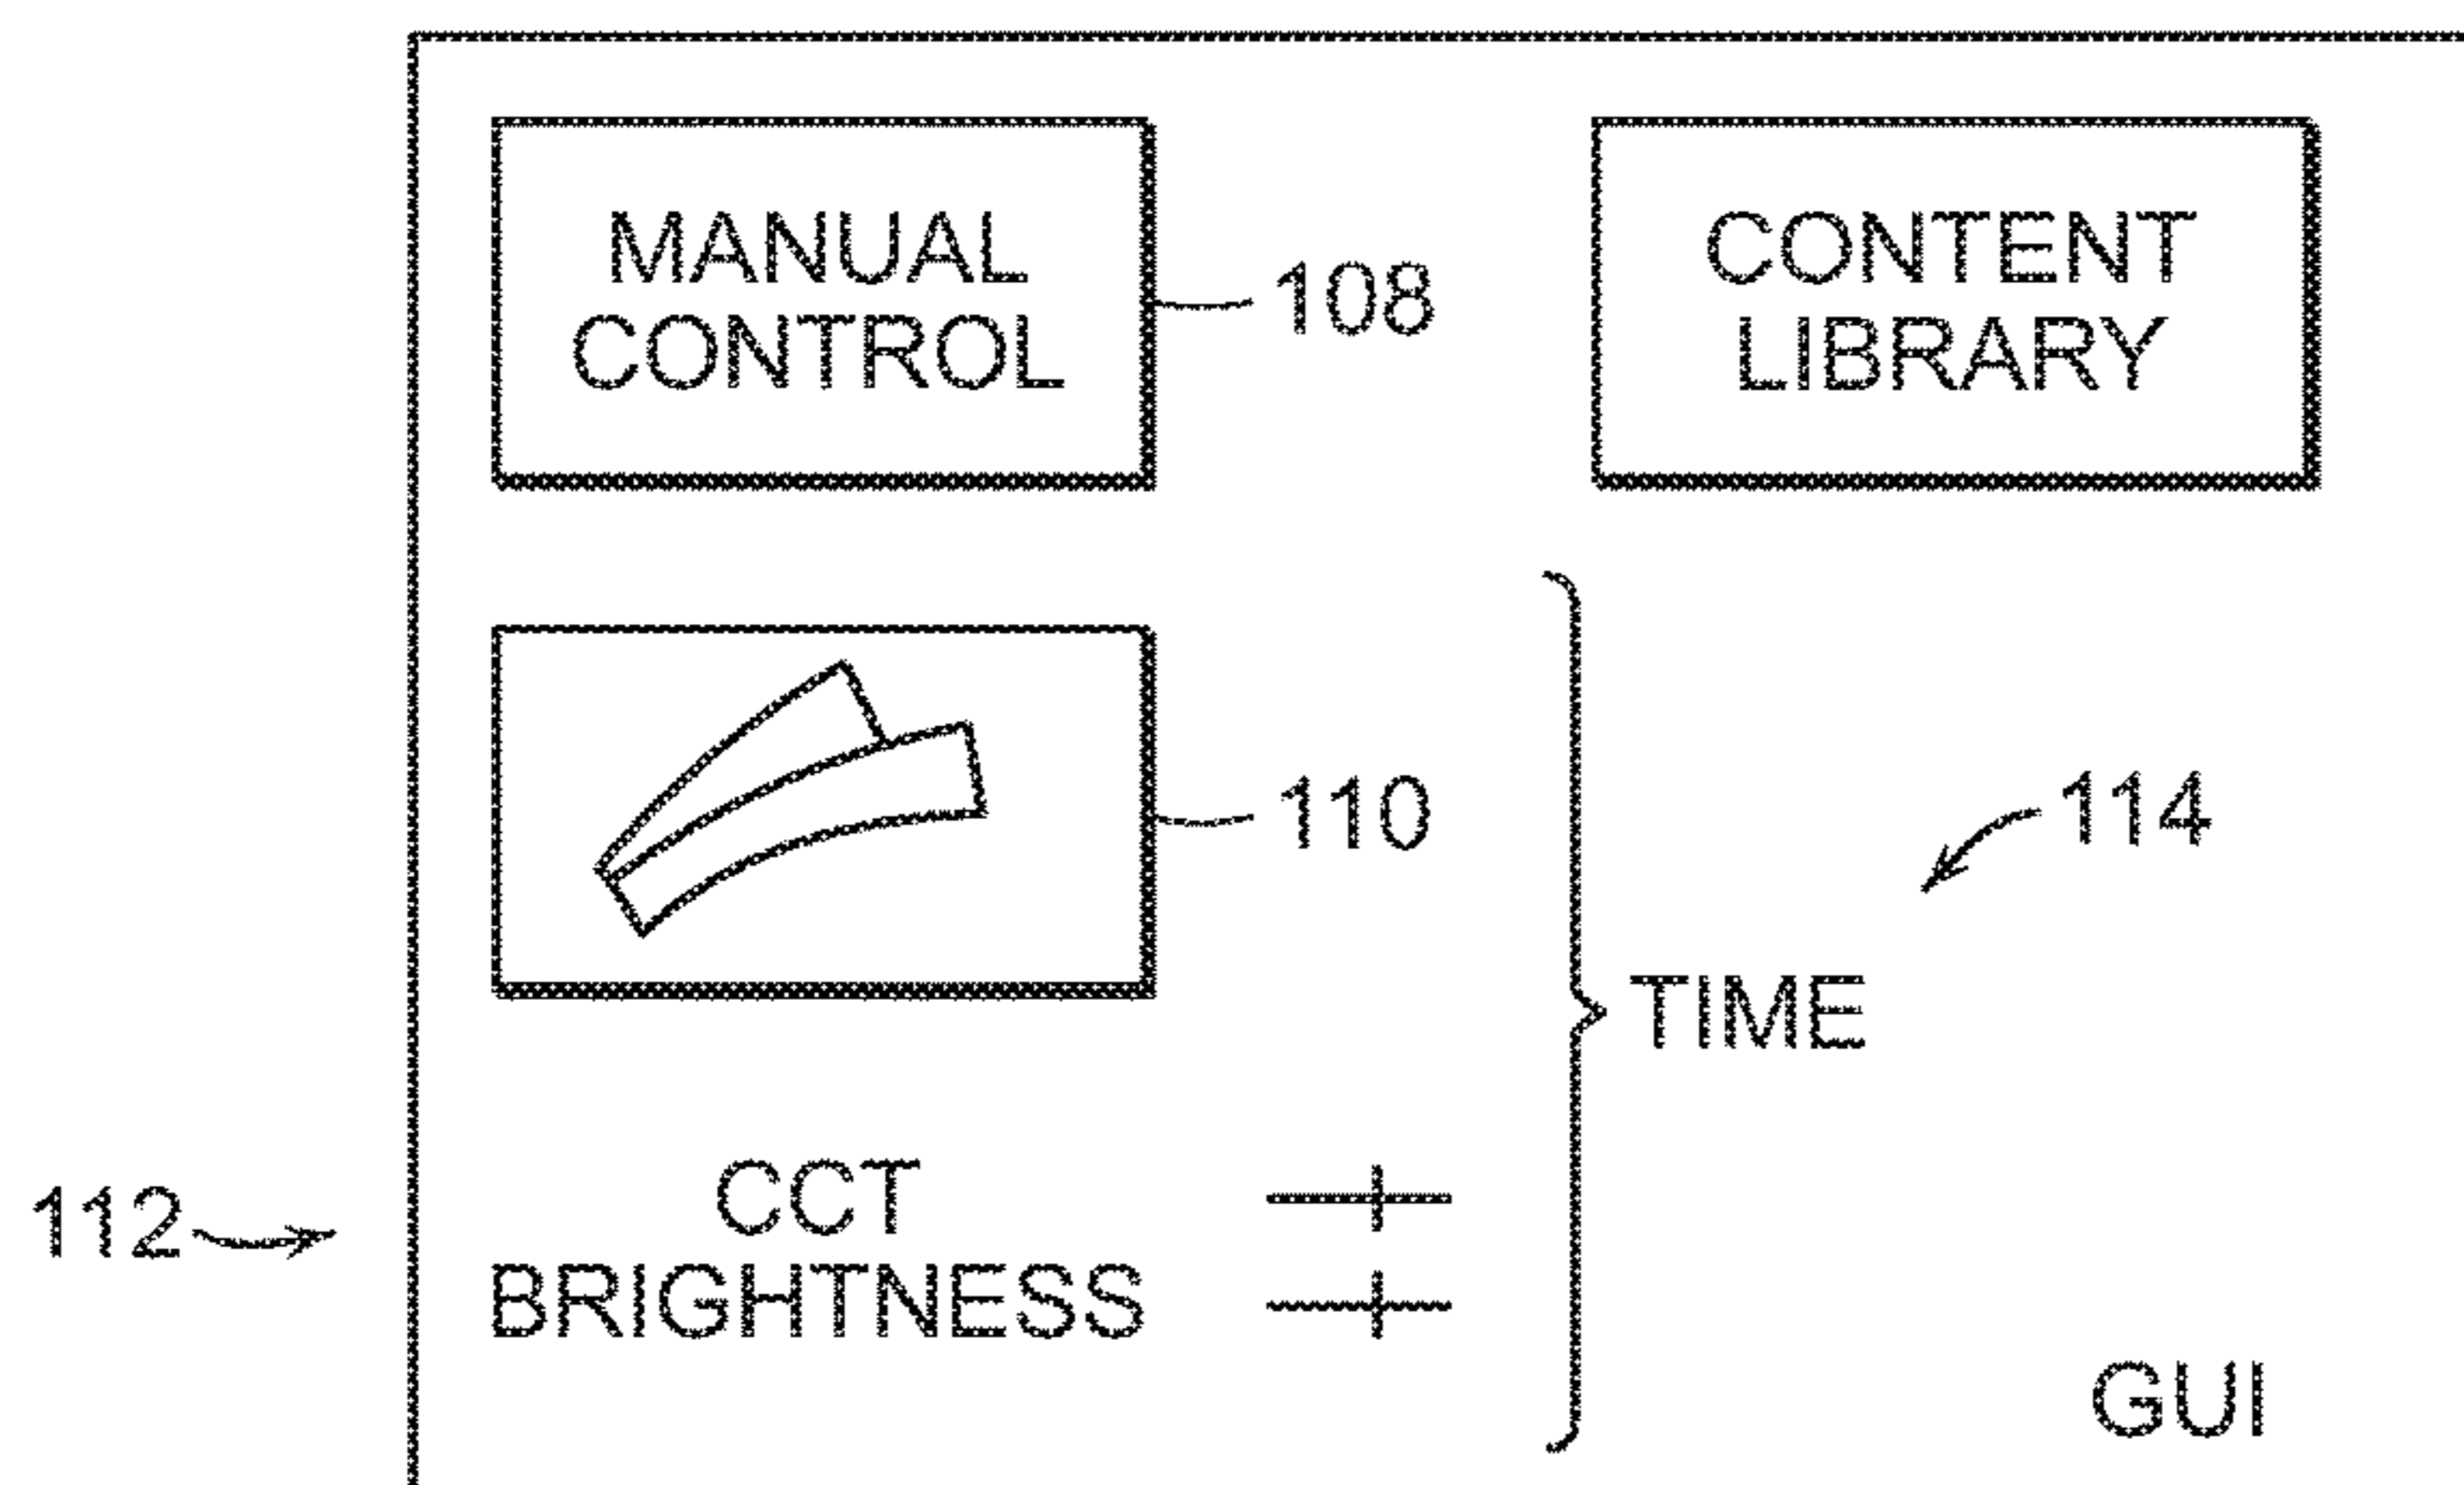 MANUAL
CONTROL
108
CONTENT
LIBRARY
110
114
TIME
112
CCT
BRIGHTNESS
GUI